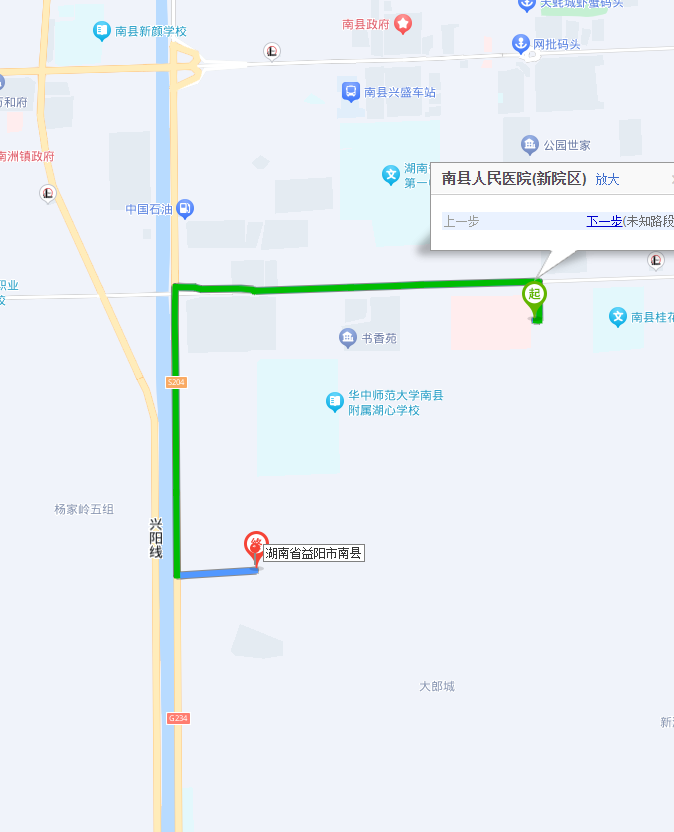 天虾城虾蟹码头
南县新颜学校
南县政府
网批码头
万和府
南县兴盛车站
南洲镇政府
公园世家
湖南省
第一
南县人民医院(新院区) 放大
中国石油
上一步 下一步(未知路段
职业
校
起
南县桂花
书香苑
S204
华中师范大学南县
附属湖心学校
杨家岭五组
兴阳线
终
湖南省益阳市南县
大郎城
G234
新